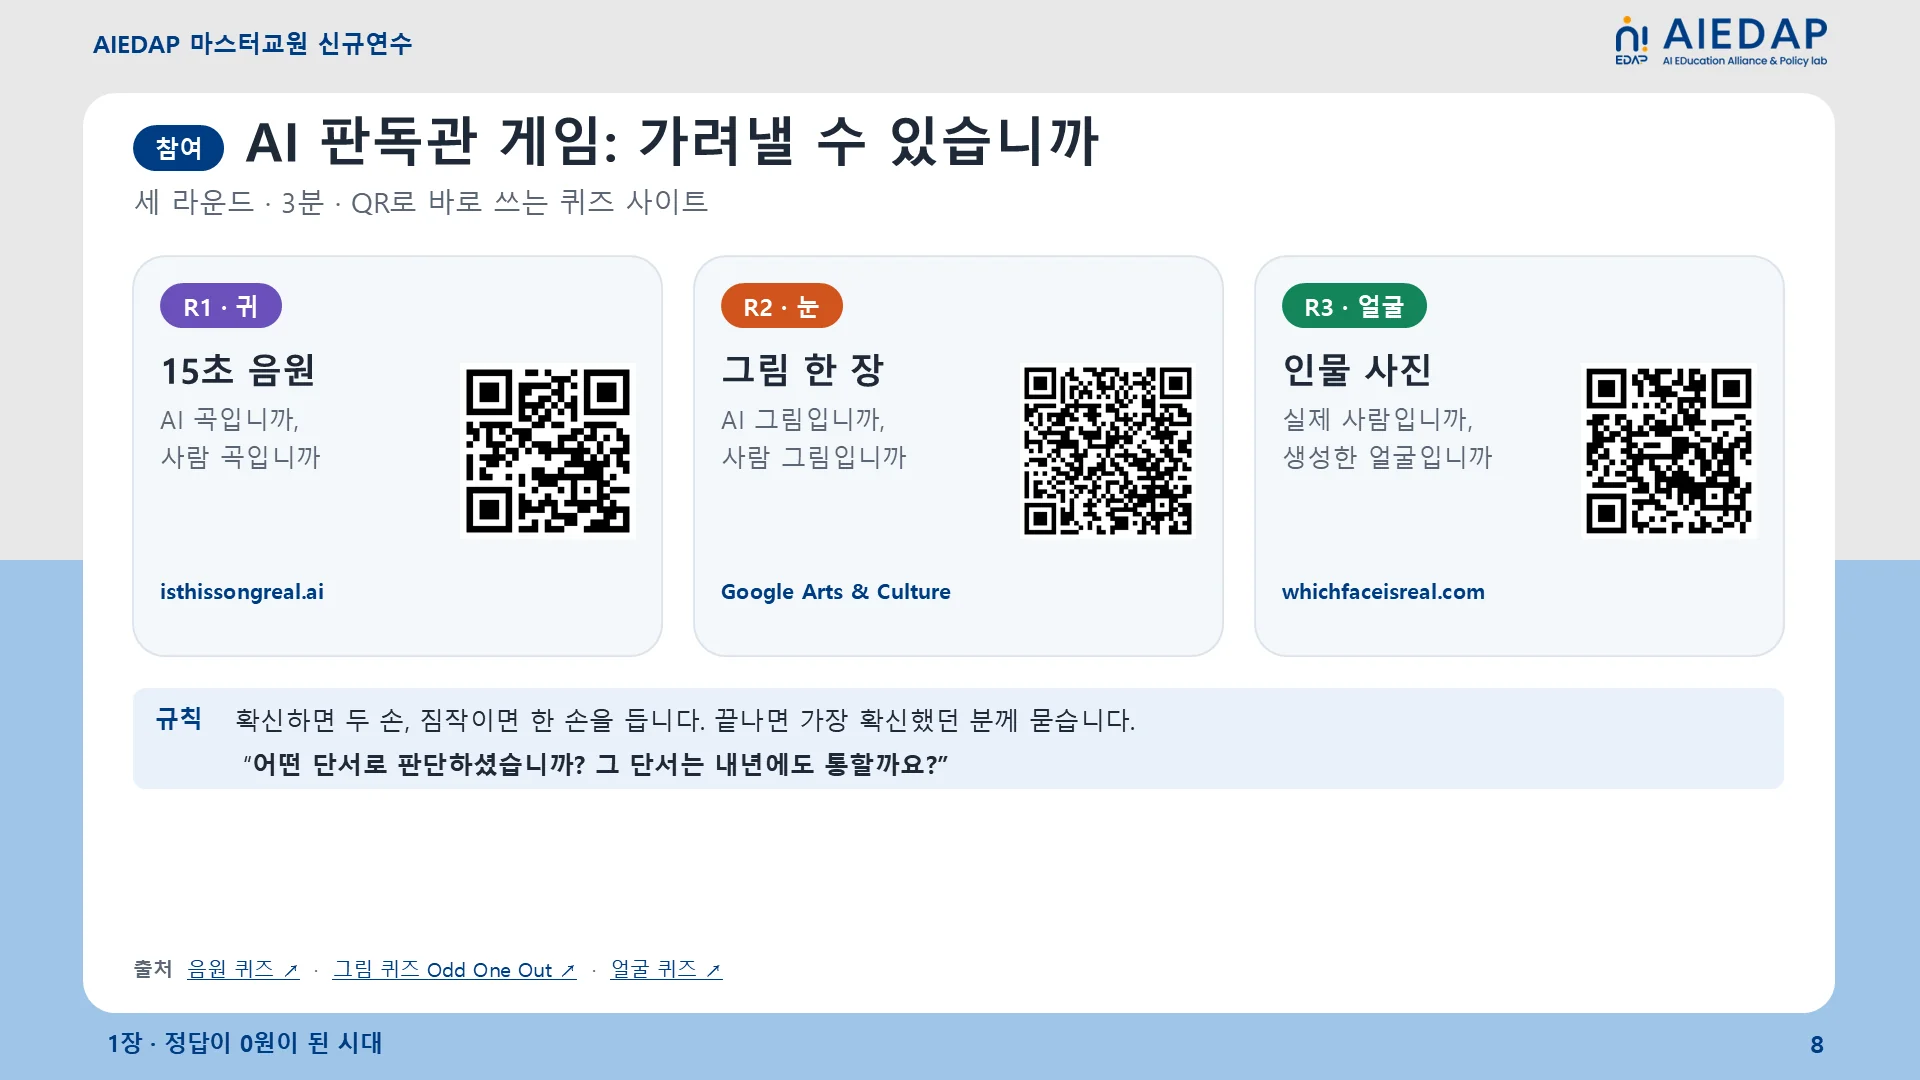 AIEDAP 마스터교원 신규연수
EDAP
AIEDAP
AI EDucation Alliance & Policy lab
참여
AI 판독관 게임: 가려낼 수 있습니까
세 라운드 · 3분 · QR로 바로 쓰는 퀴즈 사이트
R1 · 귀
15초 음원
AI 곡입니까,
사람 곡입니까
isthissongreal.ai
R2 · 눈
그림 한 장
AI 그림입니까,
사람 그림입니까
Google Arts & Culture
R3 · 얼굴
인물 사진
실제 사람입니까,
생성한 얼굴입니까
whichfaceisreal.com
규칙 확신하면 두 손, 짐작이면 한 손을 듭니다. 끝나면 가장 확신했던 분께 묻습니다.
“어떤 단서로 판단하셨습니까? 그 단서는 내년에도 통할까요?”
출처 음원 퀴즈 ↗ · 그림 퀴즈 Odd One Out ↗ · 얼굴 퀴즈 ↗
1장 · 정답이 0원이 된 시대
8